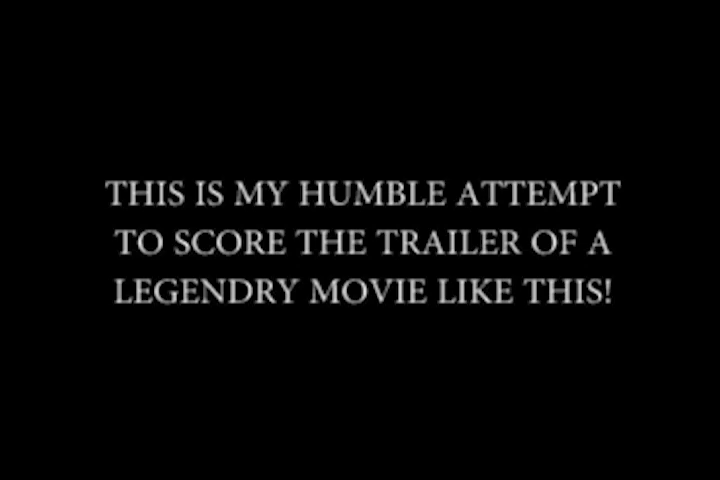 THIS IS MY HUMBLE ATTEMPT
TO SCORE THE TRAILER OF A
LEGENDRY MOVIE LIKE THIS!